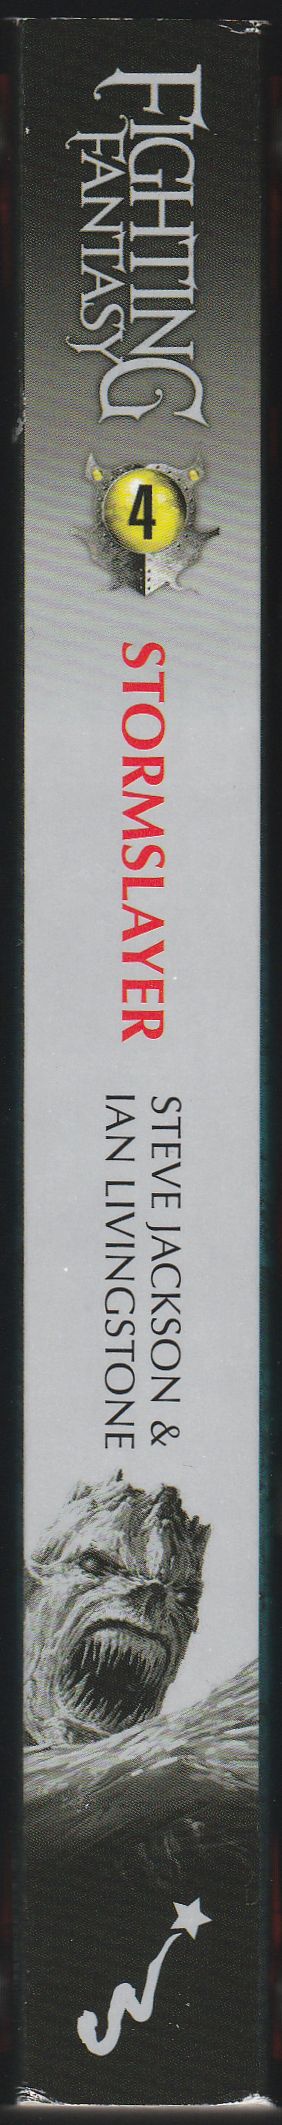 FIGHTING
FANTASY
4
STORMSLAYER
STEVE JACKSON &
IAN LIVINGSTONE